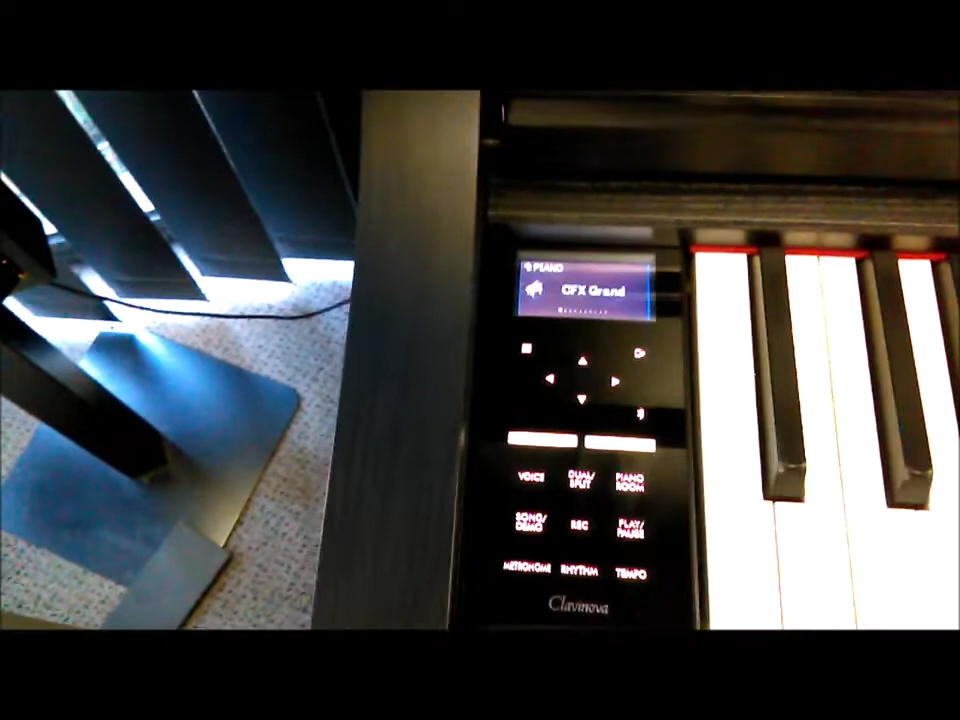 PIANO
CFX Grand
VOICE
DUAL/
SPLIT
PIANO
ROOM
SONG/
DEMO
REC
PLAY/
PAUSE
METRONOME
RHYTHM
TEMPO
Clavinova